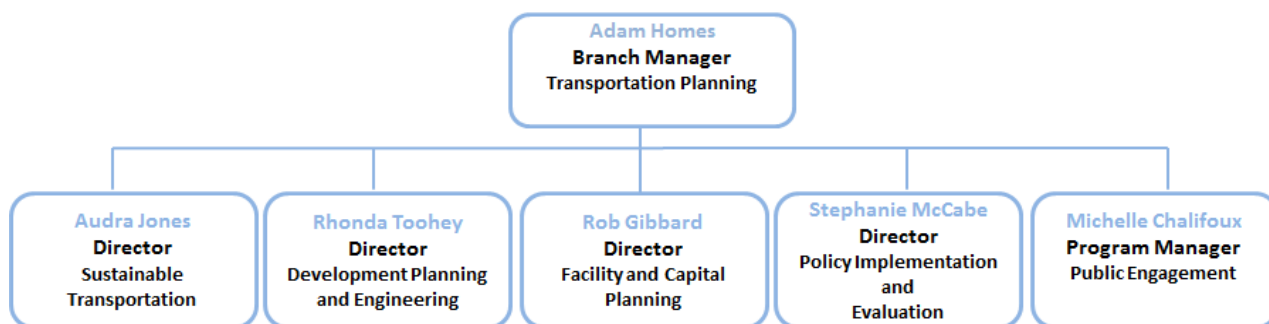 Adam Homes
Branch Manager
Transportation Planning
Audra Jones
Director
Sustainable
Transportation
Rhonda Toohey
Director
Development Planning
and Engineering
Rob Gibbard
Director
Facility and Capital
Planning
Stephanie McCabe
Director
Policy Implementation
and
Evaluation
Michelle Chalifoux
Program Manager
Public Engagement